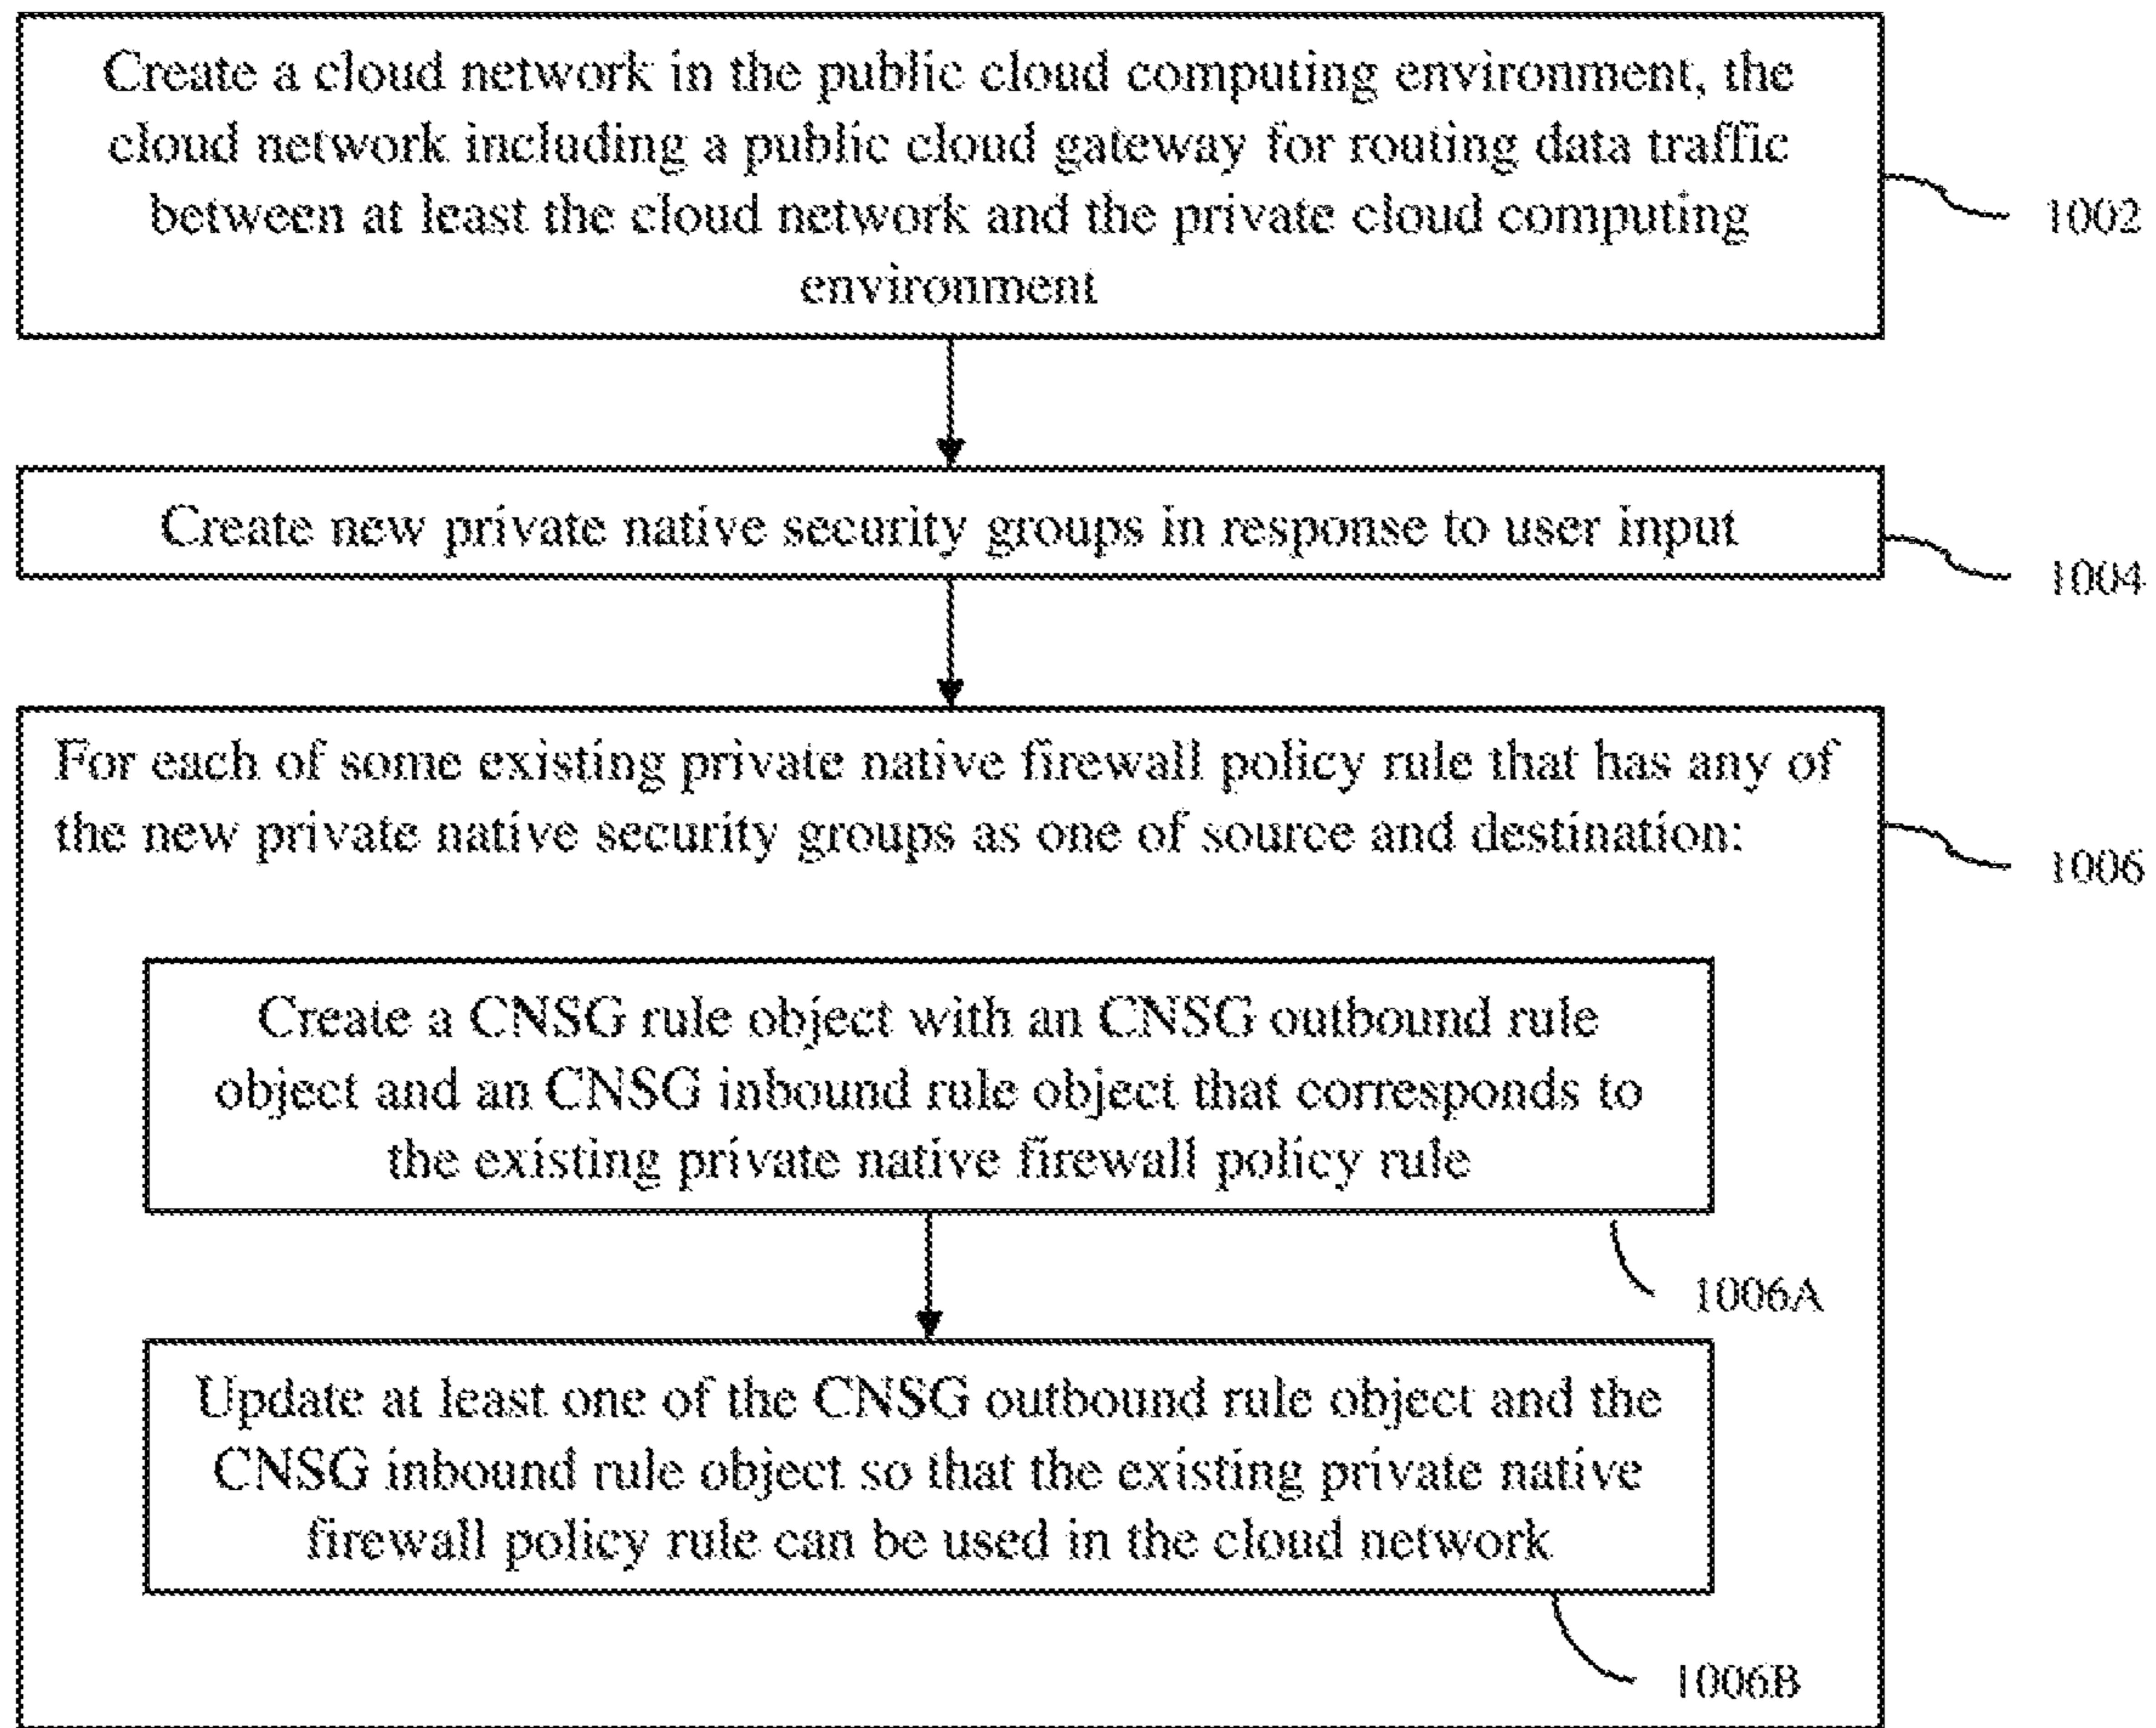 Create a cloud network in the public cloud computing environment, the
cloud network including a public cloud gateway for routing data traffic
between at least the cloud network and the private cloud computing
environment
1002
Create new private native security groups in response to user input
1004
For each of some existing private native firewall policy rule that has any of
the new private native security groups as one of source and destination:
1006
Create a CNSG rule object with an CNSG outbound rule
object and an CNSG inbound rule object that corresponds to
the existing private native firewall policy rule
1006A
Update at least one of the CNSG outbound rule object and the
CNSG inbound rule object so that the existing private native
firewall policy rule can be used in the cloud network
1006B